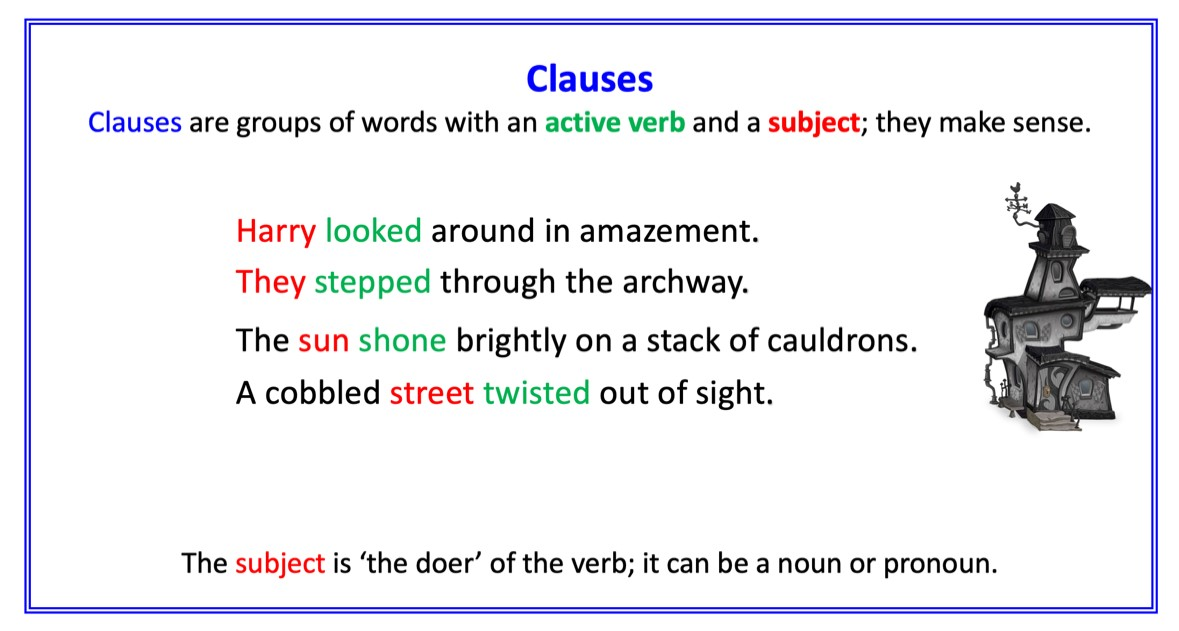 Clauses
Clauses are groups of words with an active verb and a subject; they make sense.
Harry looked around in amazement.
They stepped through the archway.
The sun shone brightly on a stack of cauldrons.
A cobbled street twisted out of sight.
The subject is ‘the doer’ of the verb; it can be a noun or pronoun.